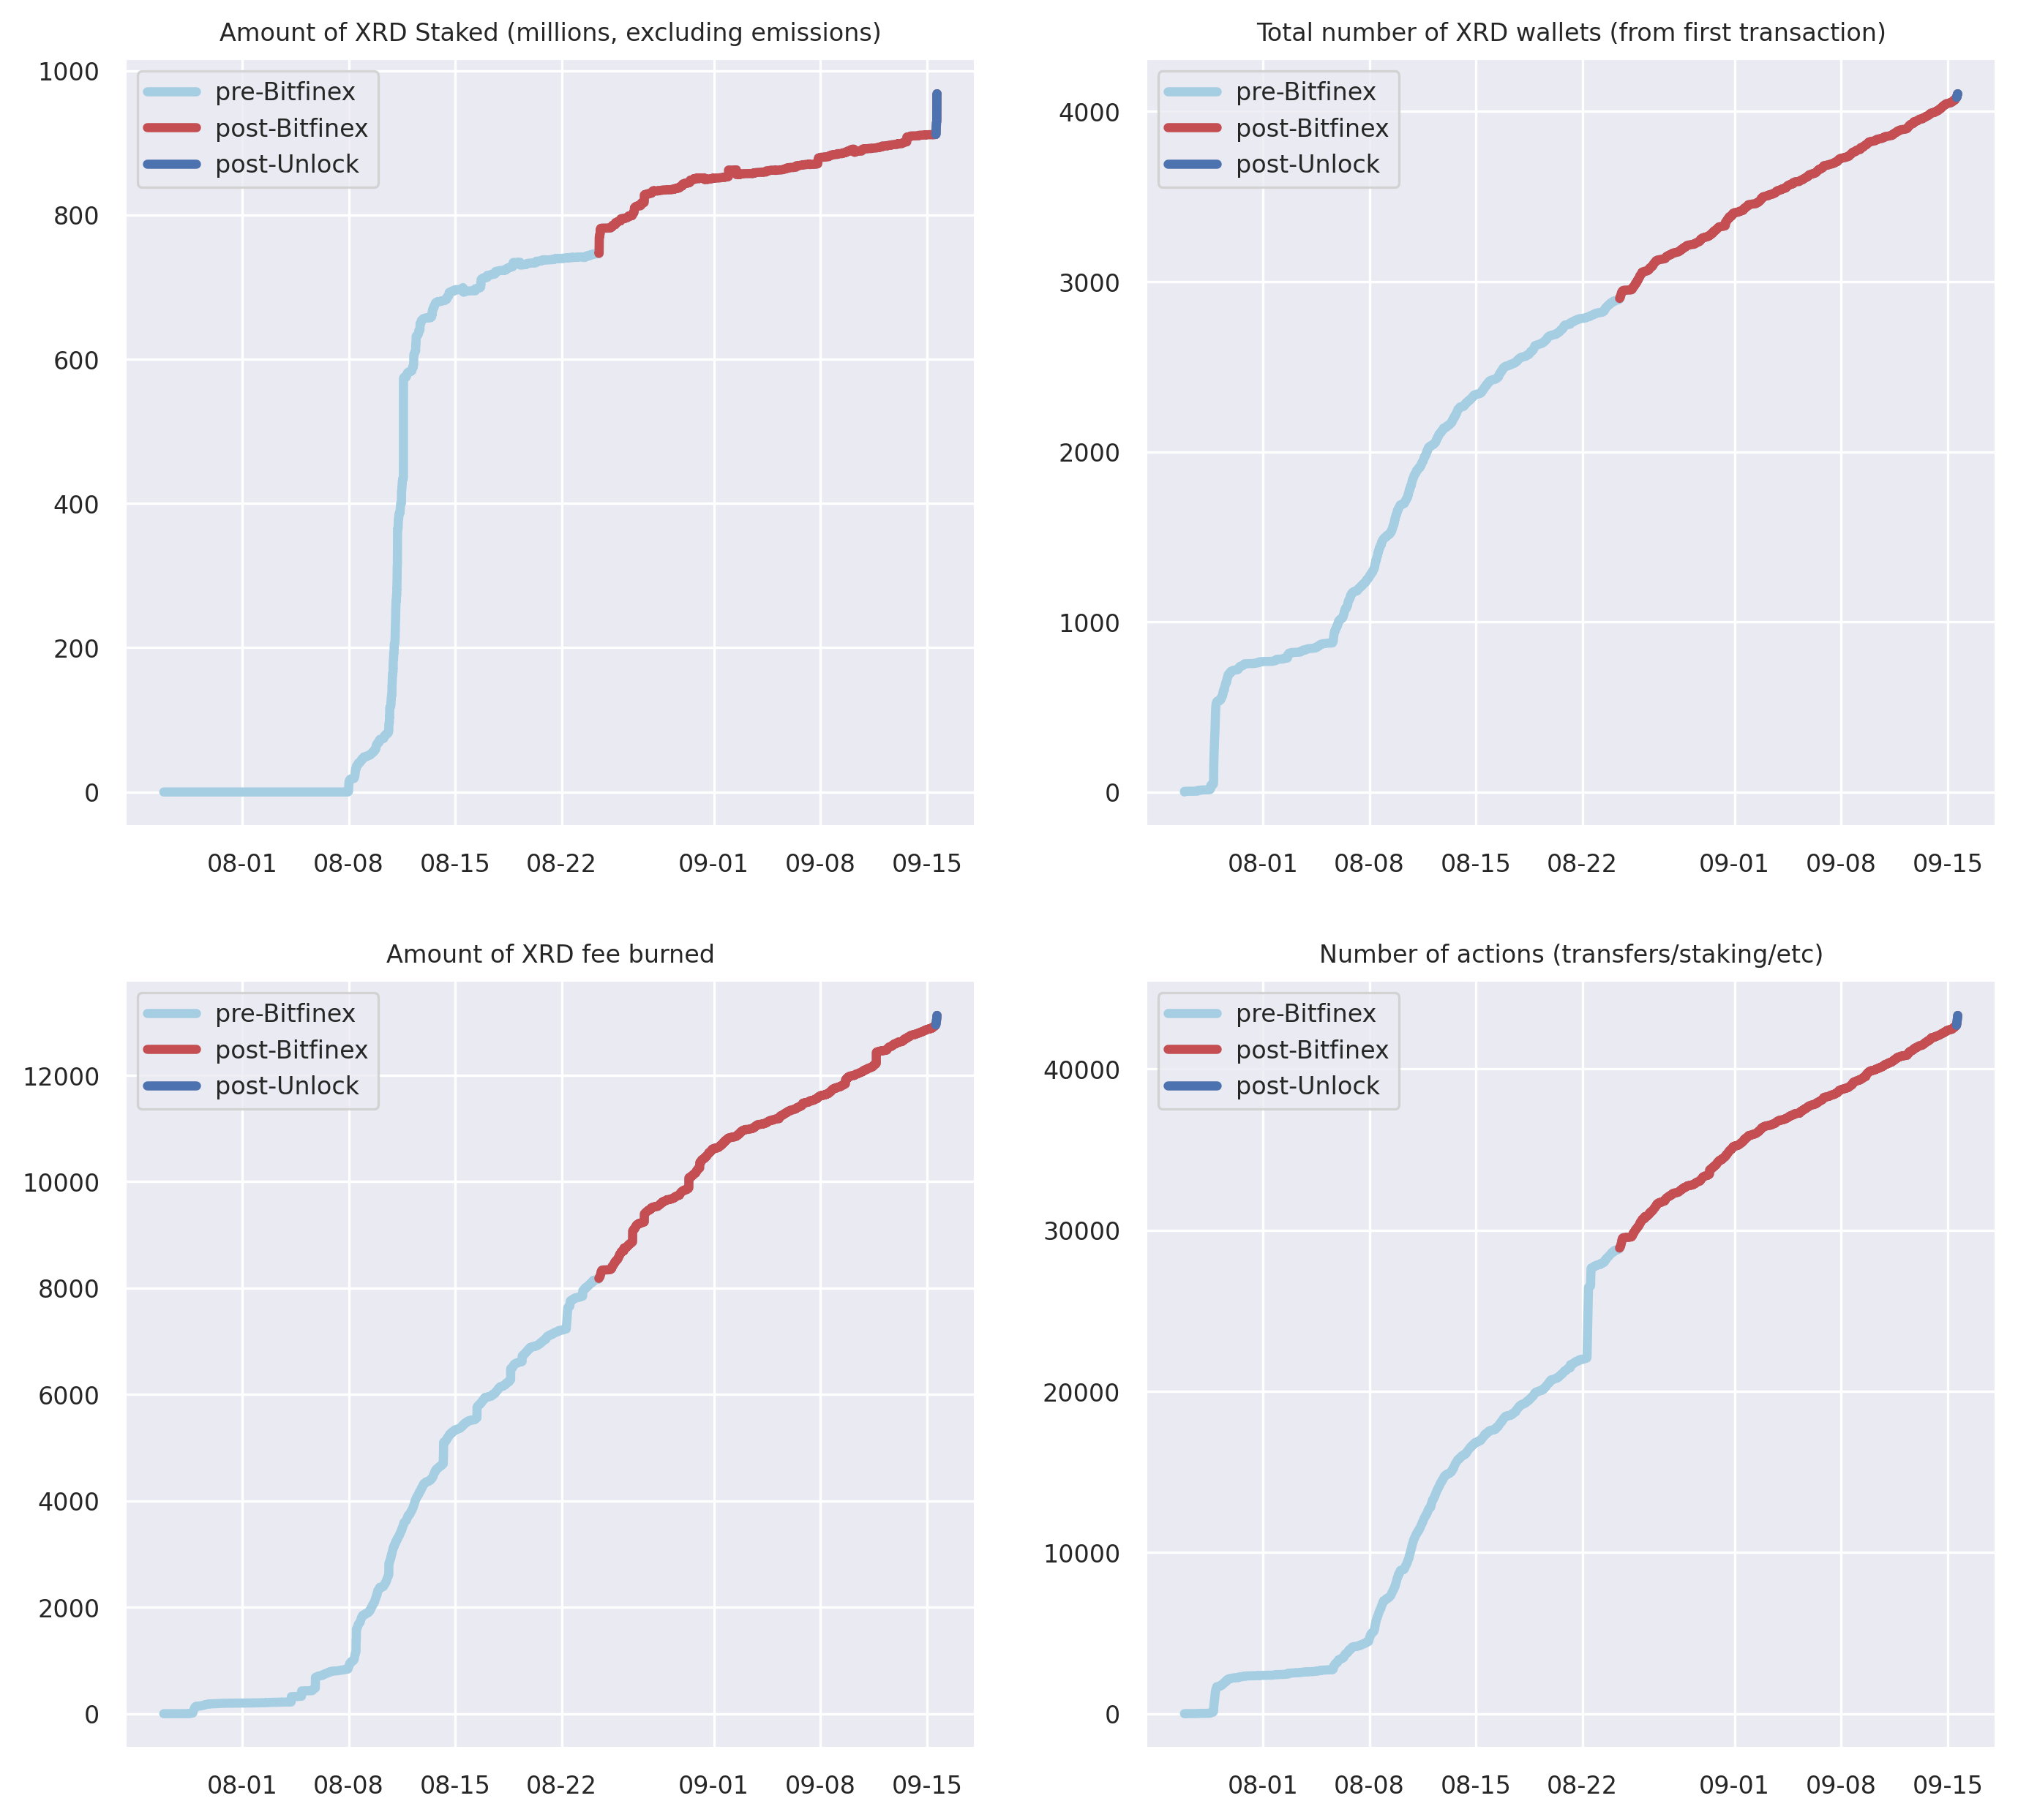 Amount of XRD Staked (millions, excluding emissions)
1000
800
600
400
200
0
pre-Bitfinex
post-Bitfinex
post-Unlock
08-01 08-08 08-15 08-22 09-01 09-08 09-15
Total number of XRD wallets (from first transaction)
4000
3000
2000
1000
0
pre-Bitfinex
post-Bitfinex
post-Unlock
08-01 08-08 08-15 08-22 09-01 09-08 09-15
Amount of XRD fee burned
12000
10000
8000
6000
4000
2000
0
pre-Bitfinex
post-Bitfinex
post-Unlock
08-01 08-08 08-15 08-22 09-01 09-08 09-15
Number of actions (transfers/staking/etc)
40000
30000
20000
10000
0
pre-Bitfinex
post-Bitfinex
post-Unlock
08-01 08-08 08-15 08-22 09-01 09-08 09-15